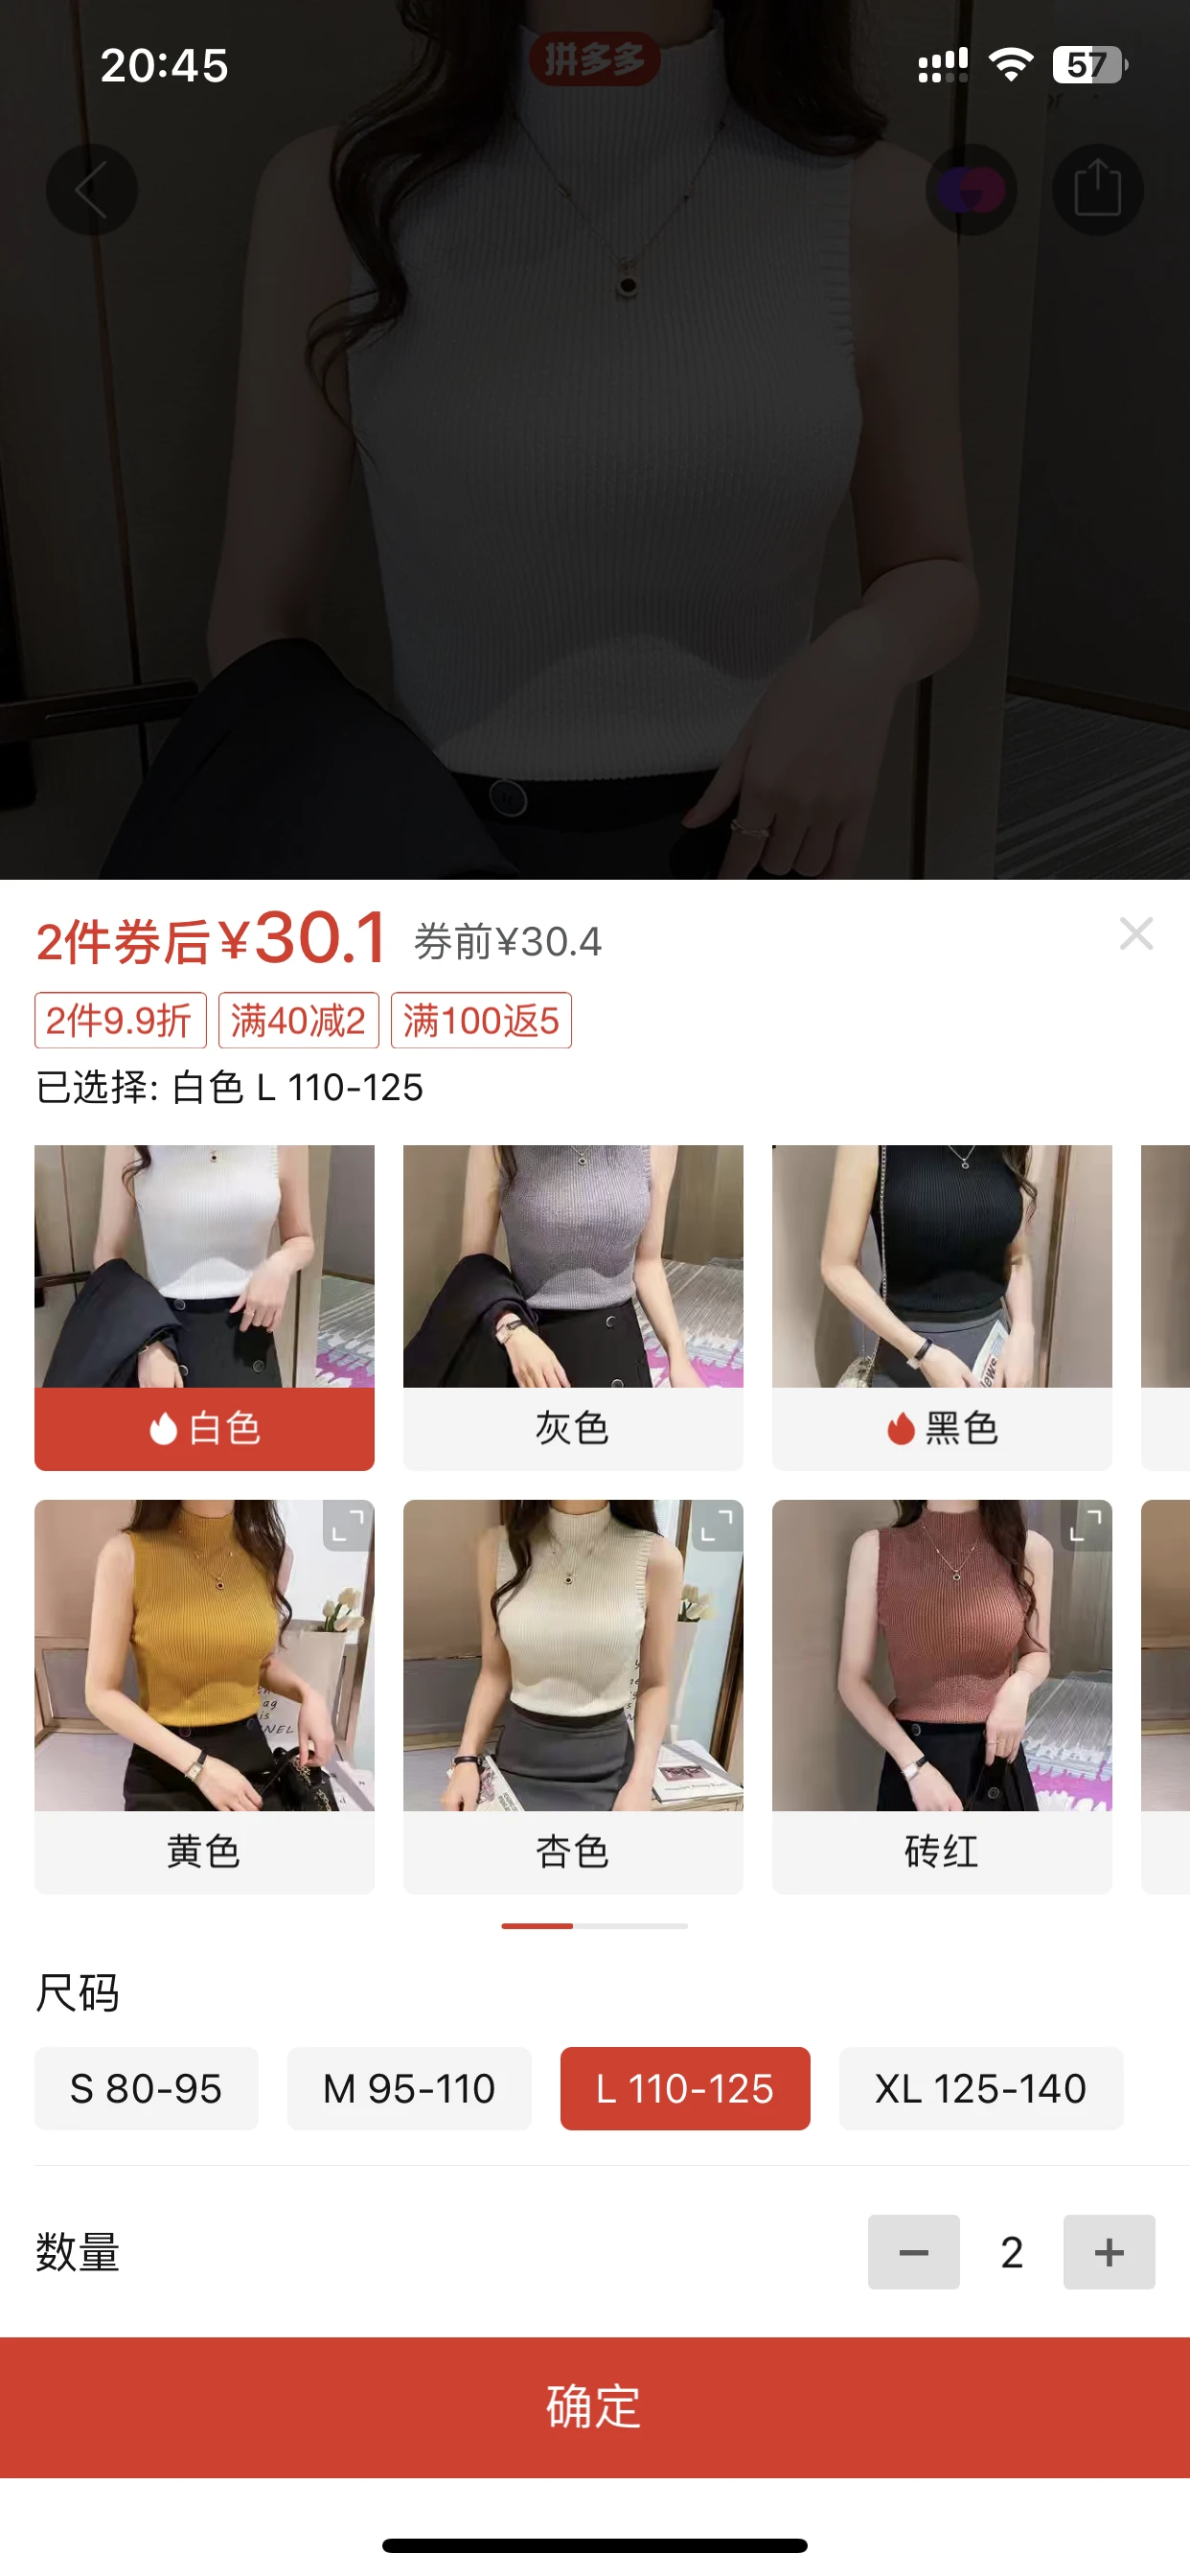 20:45
拼多多
57
2件券后¥30.1 券前¥30.4
2件9.9折 满40减2 满100返5
已选择: 白色 L 110-125
白色 灰色 黑色
黄色 杏色 砖红
尺码
S 80-95 M 95-110 L 110-125 XL 125-140
数量
2
确定